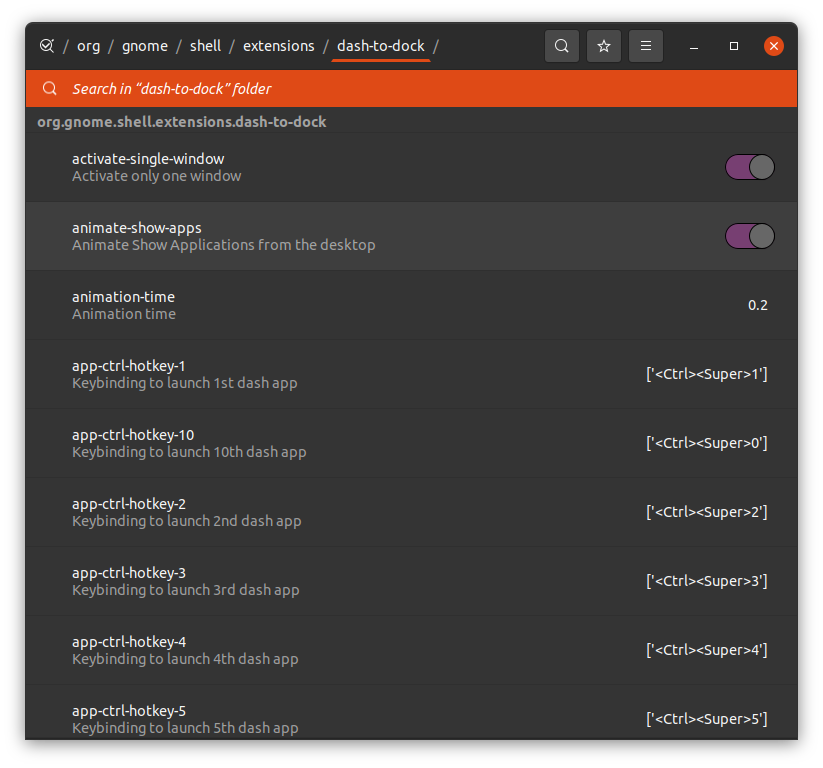 / org / gnome / shell / extensions / dash-to-dock /
Search in “dash-to-dock” folder
org.gnome.shell.extensions.dash-to-dock
activate-single-window
Activate only one window
animate-show-apps
Animate Show Applications from the desktop
animation-time
Animation time
0.2
app-ctrl-hotkey-1
Keybinding to launch 1st dash app
['<Ctrl><Super>1']
app-ctrl-hotkey-10
Keybinding to launch 10th dash app
['<Ctrl><Super>0']
app-ctrl-hotkey-2
Keybinding to launch 2nd dash app
['<Ctrl><Super>2']
app-ctrl-hotkey-3
Keybinding to launch 3rd dash app
['<Ctrl><Super>3']
app-ctrl-hotkey-4
Keybinding to launch 4th dash app
['<Ctrl><Super>4']
app-ctrl-hotkey-5
Keybinding to launch 5th dash app
['<Ctrl><Super>5']